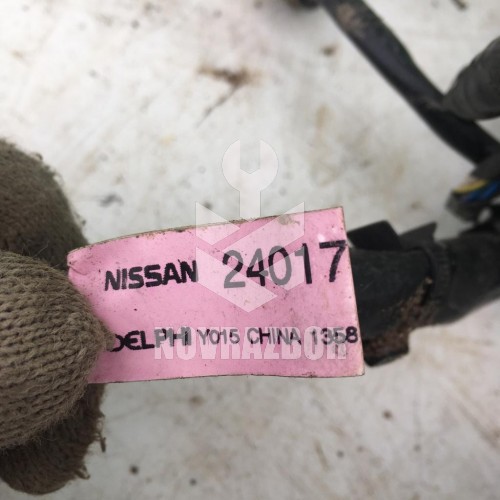 NISSAN 24017
DELPHI Y015 CHINA 1358
NOVRAZBOR